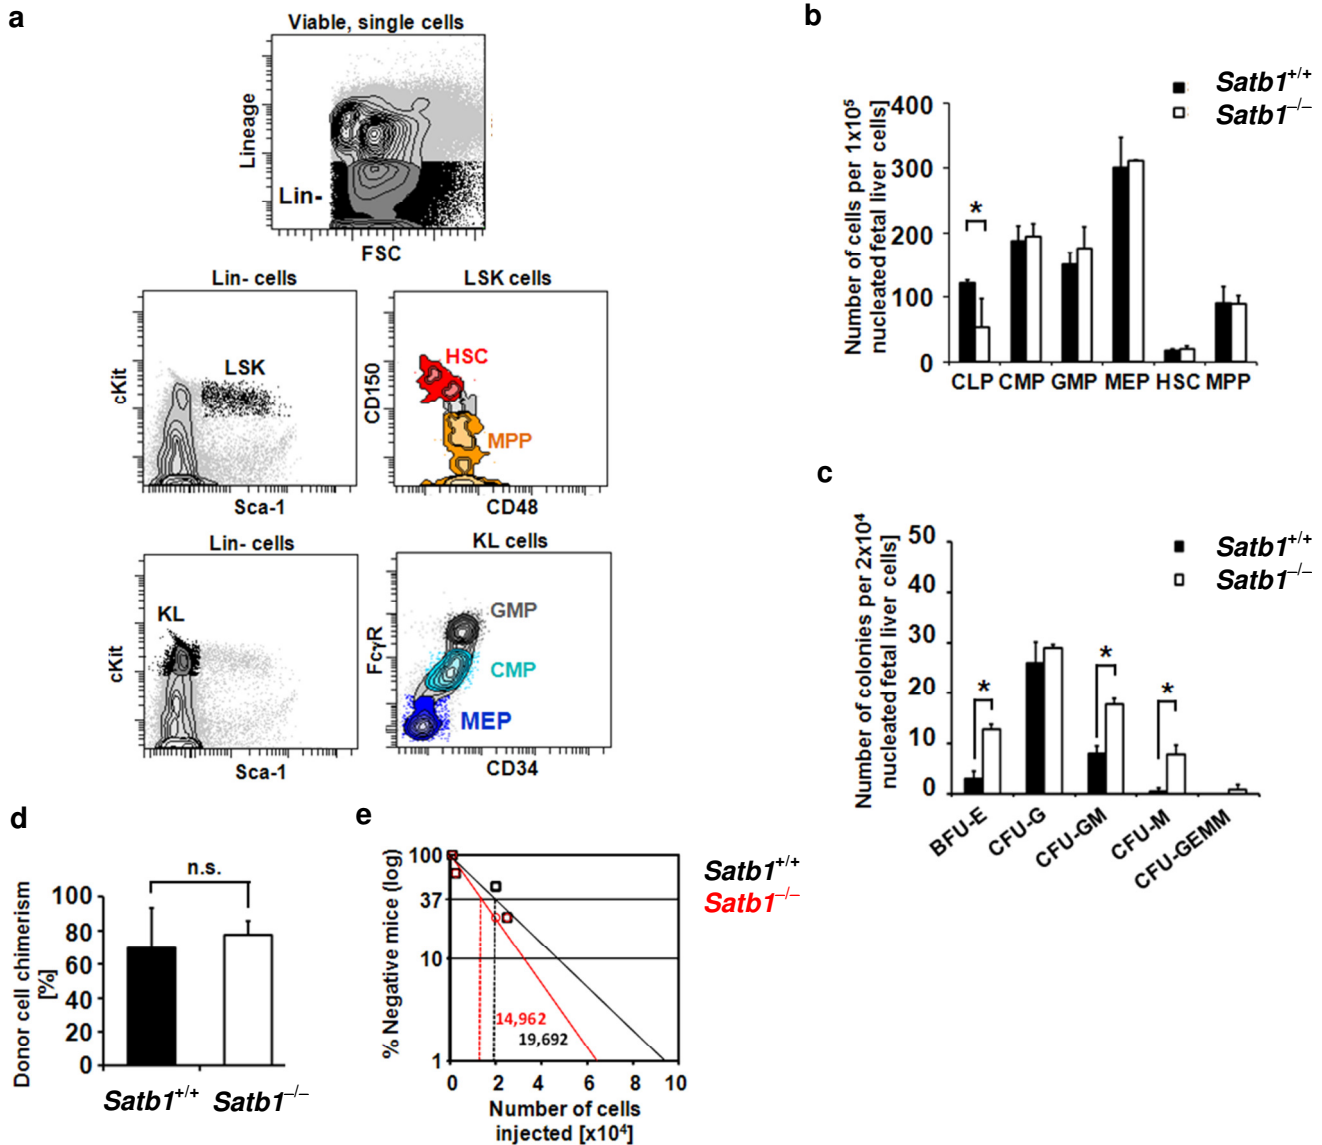 a
Viable, single cells
Lineage
Lin-
FSC
Lin- cells
cKit
LSK
Sca-1
LSK cells
CD150
HSC
MPP
CD48
Lin- cells
cKit
KL
Sca-1
KL cells
FcγR
GMP
CMP
MEP
CD34
b
Number of cells per 1x10⁵
nucleated fetal liver cells]
400
300
200
100
0
*
CLP CMP GMP MEP HSC MPP
Satb1+/+
Satb1–/–
c
Number of colonies per 2x10⁴
nucleated fetal liver cells]
50
40
30
20
10
0
*
*
*
BFU-E
CFU-G
CFU-GM
CFU-M
CFU-GEMM
Satb1+/+
Satb1–/–
d
Donor cell chimerism
[%]
100
80
60
40
20
0
n.s.
Satb1+/+ Satb1–/–
e
% Negative mice (log)
100
37
10
1
14,962
19,692
0 2 4 6 8 10
Number of cells
injected [x10⁴]
Satb1+/+
Satb1–/–